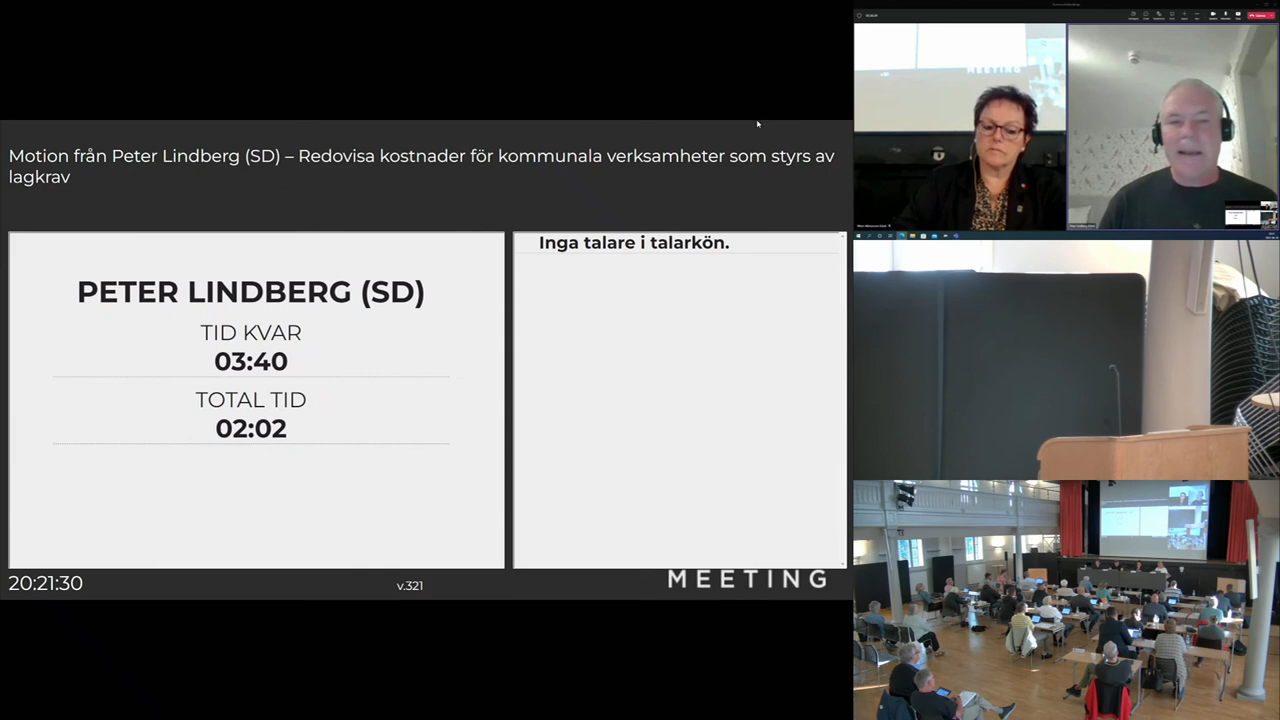 Motion från Peter Lindberg (SD) – Redovisa kostnader för kommunala verksamheter som styrs av
lagkrav
PETER LINDBERG (SD)
TID KVAR
03:40
TOTAL TID
02:02
Inga talare i talarkön.
20:21:30
v.321
MEETING
MEETING